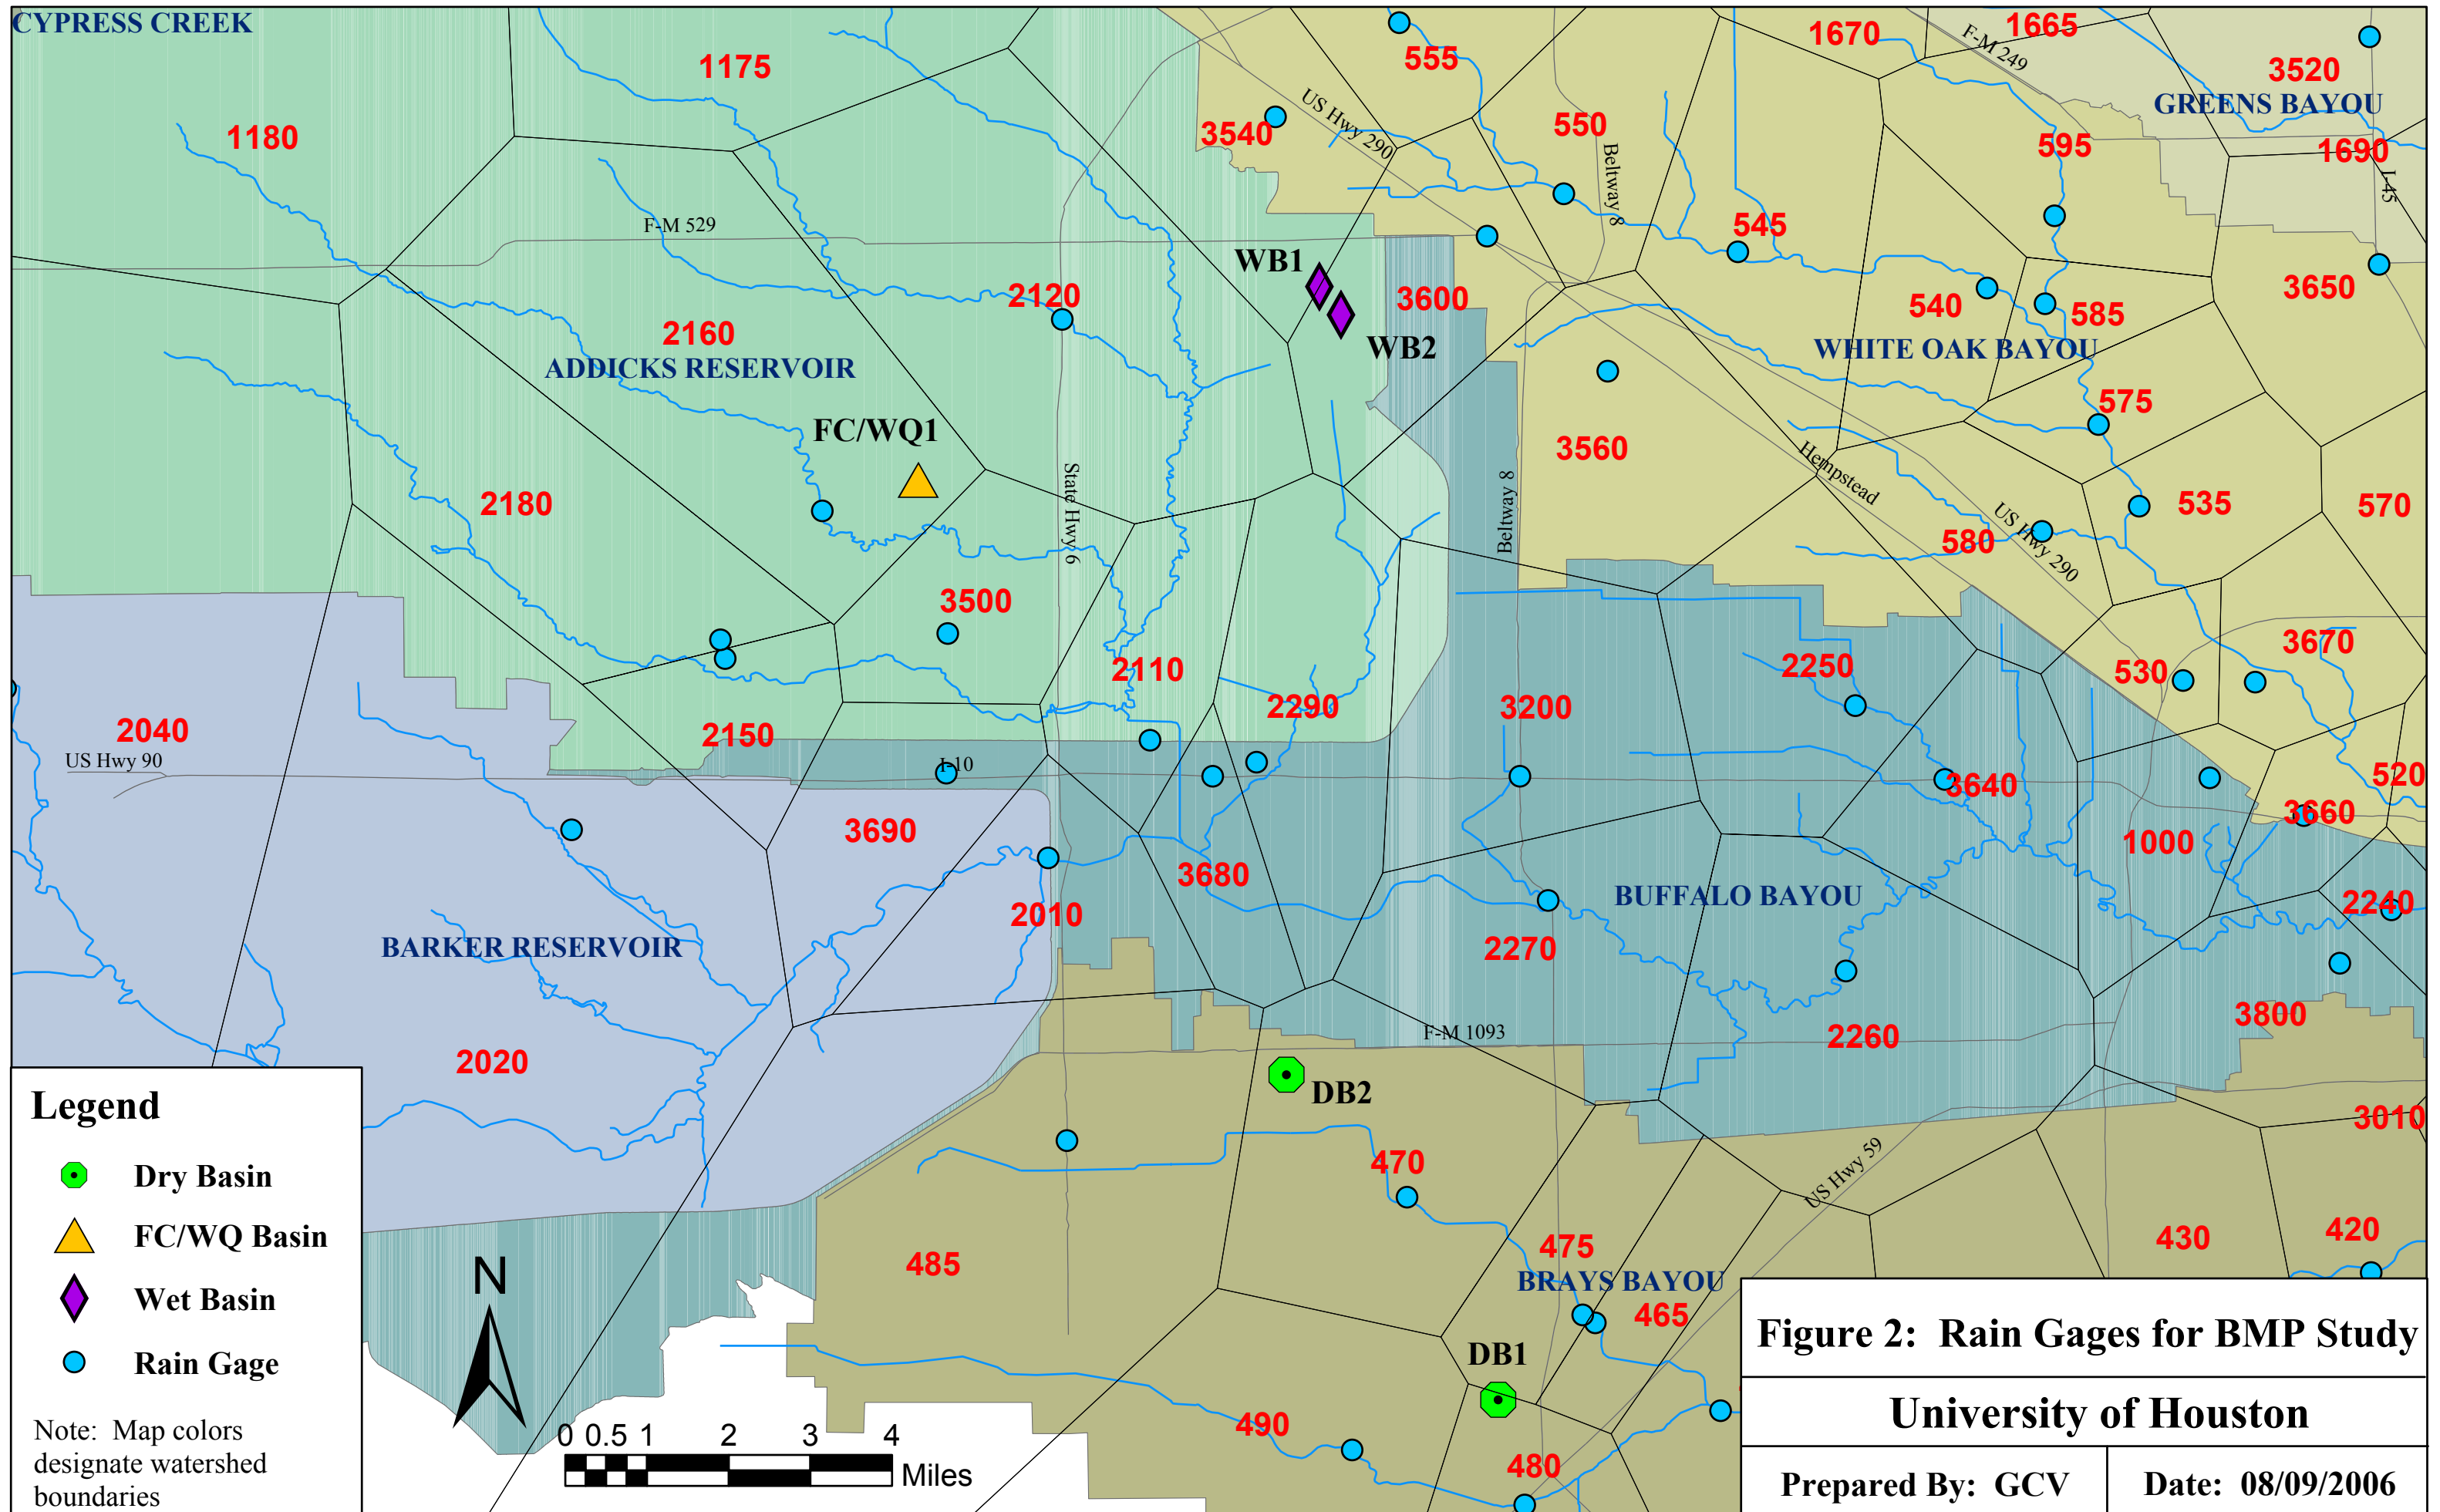 CYPRESS CREEK
1175
555
1670
1665
F-M 249
3520
GREENS BAYOU
1180
3540
US Hwy 290
550
Beltway 8
595
1690
I-45
F-M 529
545
WB1
2120
3600
540
585
3650
2160
ADDICKS RESERVOIR
WB2
WHITE OAK BAYOU
575
FC/WQ1
3560
Hempstead
2180
State Hwy 6
Beltway 8
535
570
580
US Hwy 290
3500
2110
2250
530
3670
2040
2150
2290
3200
US Hwy 90
I-10
3640
520
3690
3660
3680
1000
2010
BUFFALO BAYOU
2240
BARKER RESERVOIR
2270
2020
F-M 1093
2260
3800
DB2
3010
470
US Hwy 59
485
475
430
420
BRAYS BAYOU
465
DB1
490
480
Legend
Dry Basin
FC/WQ Basin
Wet Basin
Rain Gage
Note: Map colors
designate watershed
boundaries
N
0 0.5 1 2 3 4
Miles
Figure 2: Rain Gages for BMP Study
University of Houston
Prepared By: GCV
Date: 08/09/2006